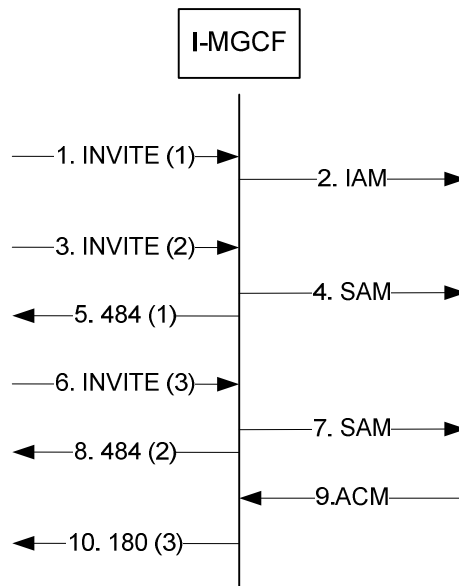 I-MGCF
1. INVITE (1)
2. IAM
3. INVITE (2)
4. SAM
5. 484 (1)
6. INVITE (3)
7. SAM
8. 484 (2)
9.ACM
10. 180 (3)